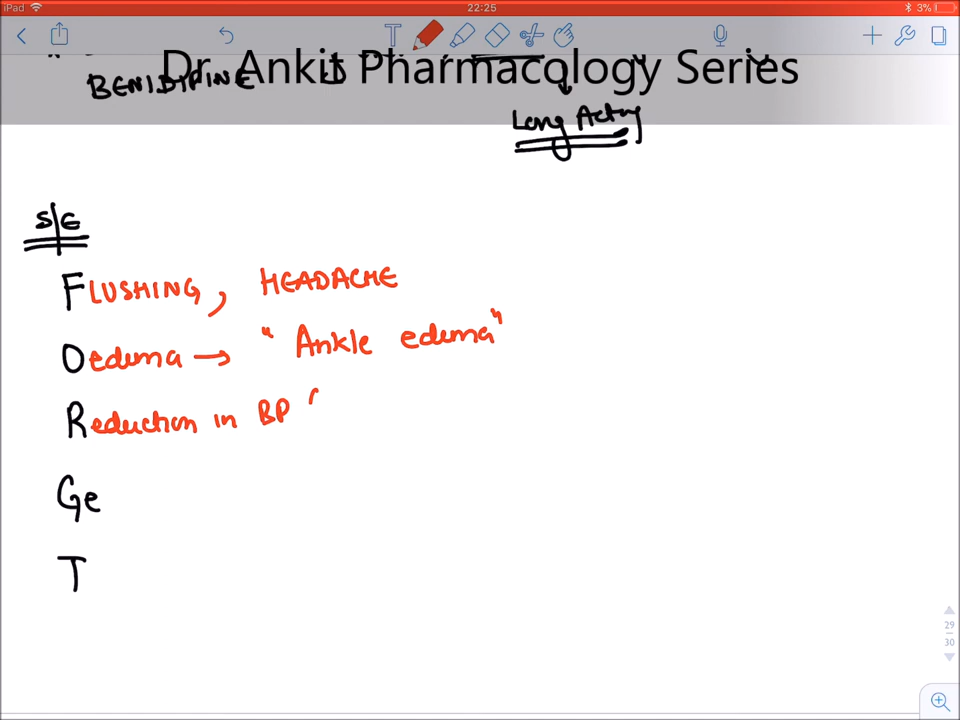 iPad 22:25 3%
Dr. Ankit Pharmacology Series
BENIDIPINE
Long Acting
S/E
FLUSHING, HEADACHE
Oedema → "Ankle edema"
Reduction in BP (
Ge
T
29
30